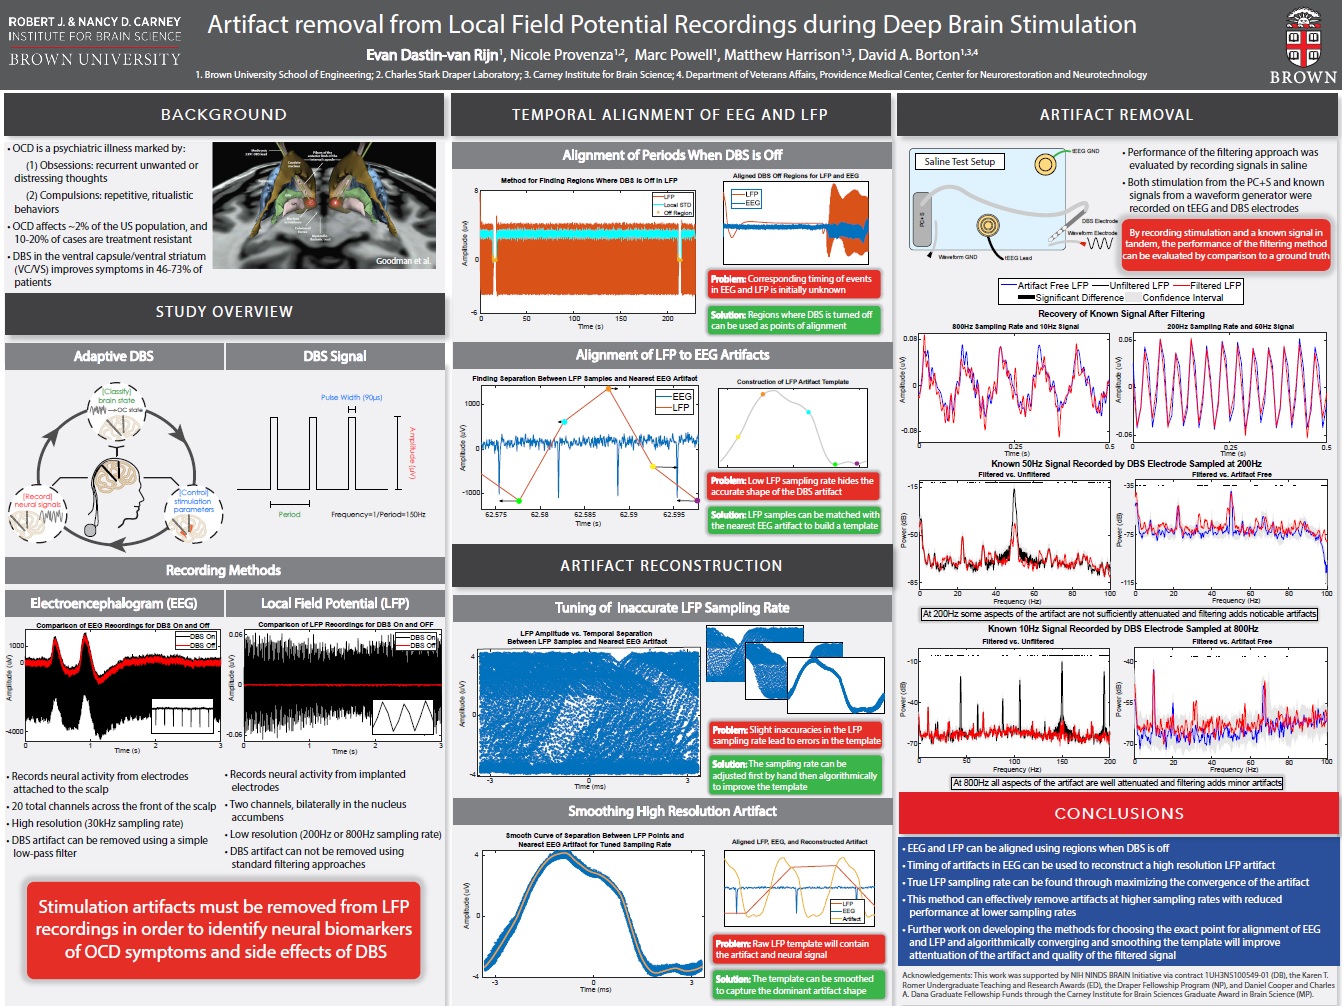 ROBERT J. & NANCY D. CARNEY
INSTITUTE FOR BRAIN SCIENCE
BROWN UNIVERSITY
Artifact removal from Local Field Potential Recordings during Deep Brain Stimulation
Evan Dastin-van Rijn¹, Nicole Provenza¹,², Marc Powell¹, Matthew Harrison¹,³, David A. Borton¹,³,⁴
1. Brown University School of Engineering; 2. Charles Stark Draper Laboratory; 3. Carney Institute for Brain Science; 4. Department of Veterans Affairs, Providence Medical Center, Center for Neurorestoration and Neurotechnology
BROWN
BACKGROUND
• OCD is a psychiatric illness marked by:
(1) Obsessions: recurrent unwanted or
distressing thoughts
(2) Compulsions: repetitive, ritualistic
behaviors
• OCD affects ~2% of the US population, and
10-20% of cases are treatment resistant
• DBS in the ventral capsule/ventral striatum
(VC/VS) improves symptoms in 46-73% of
patients
Goodman et al.
STUDY OVERVIEW
Adaptive DBS
[Classify]
brain state
OC state
[Record]
neural signals
[Control]
stimulation
parameters
DBS Signal
Pulse Width (90µs)
Amplitude (µV)
Period
Frequency=1/Period=150Hz
Recording Methods
Electroencephalogram (EEG)
Comparison of EEG Recordings for DBS On and Off
DBS On
DBS Off
Amplitude (uV)
1000
0
-4000
0
1
2
3
Time (s)
• Records neural activity from electrodes
attached to the scalp
• 20 total channels across the front of the scalp
• High resolution (30kHz sampling rate)
• DBS artifact can be removed using a simple
low-pass filter
Local Field Potential (LFP)
Comparison of LFP Recordings for DBS On and OFF
DBS On
DBS Off
Amplitude (uV)
0.06
0
-0.06
0
1
2
3
Time (s)
• Records neural activity from implanted
electrodes
• Two channels, bilaterally in the nucleus
accumbens
• Low resolution (200Hz or 800Hz sampling rate)
• DBS artifact can not be removed using
standard filtering approaches
Stimulation artifacts must be removed from LFP
recordings in order to identify neural biomarkers
of OCD symptoms and side effects of DBS
TEMPORAL ALIGNMENT OF EEG AND LFP
Alignment of Periods When DBS is Off
Method for Finding Regions Where DBS Is Off in LFP
LFP
Local STD
Off Region
Amplitude (uV)
8
0
-6
0
50
100
150
200
Time (s)
Aligned DBS Off Regions for LFP and EEG
LFP
EEG
Problem: Corresponding timing of events
in EEG and LFP is initially unknown
Solution: Regions where DBS is turned off
can be used as points of alignment
Alignment of LFP to EEG Artifacts
Finding Separation Between LFP Samples and Nearest EEG Artifact
EEG
LFP
Amplitude (uV)
1000
0
-1000
62.575
62.58
62.585
62.59
62.595
Time (s)
Construction of LFP Artifact Template
Problem: Low LFP sampling rate hides the
accurate shape of the DBS artifact
Solution: LFP samples can be matched with
the nearest EEG artifact to build a template
ARTIFACT RECONSTRUCTION
Tuning of Inaccurate LFP Sampling Rate
LFP Amplitude vs. Temporal Separation
Between LFP Samples and Nearest EEG Artifact
Amplitude (uV)
4
0
-4
-3
0
3
Time (ms)
Problem: Slight inaccuracies in the LFP
sampling rate lead to errors in the template
Solution: The sampling rate can be
adjusted first by hand then algorithmically
to improve the template
Smoothing High Resolution Artifact
Smooth Curve of Separation Between LFP Points and
Nearest EEG Artifact for Tuned Sampling Rate
Amplitude (uV)
4
0
-4
-3
0
3
Time (ms)
Aligned LFP, EEG, and Reconstructed Artifact
LFP
EEG
Artifact
Problem: Raw LFP template will contain
the artifact and neural signal
Solution: The template can be smoothed
to capture the dominant artifact shape
ARTIFACT REMOVAL
Saline Test Setup
tEEG GND
PC+S
DBS Electrode
Waveform Electrode
Waveform GND
tEEG Lead
• Performance of the filtering approach was
evaluated by recording signals in saline
• Both stimulation from the PC+S and known
signals from a waveform generator were
recorded on tEEG and DBS electrodes
By recording stimulation and a known signal in
tandem, the performance of the filtering method
can be evaluated by comparison to a ground truth
Artifact Free LFP Unfiltered LFP Filtered LFP
Significant Difference Confidence Interval
Recovery of Known Signal After Filtering
800Hz Sampling Rate and 10Hz Signal
Amplitude (uV)
0.08
0
-0.08
0
0.25
0.5
Time (s)
200Hz Sampling Rate and 50Hz Signal
Amplitude (uV)
0.06
0
-0.06
0
0.25
0.5
Time (s)
Known 50Hz Signal Recorded by DBS Electrode Sampled at 200Hz
Filtered vs. Unfiltered
Power (dB)
-15
-50
-85
0
20
40
60
80
100
Frequency (Hz)
Filtered vs. Artifact Free
Power (dB)
-35
-75
-115
0
20
40
60
80
100
Frequency (Hz)
At 200Hz some aspects of the artifact are not sufficiently attenuated and filtering adds noticable artifacts
Known 10Hz Signal Recorded by DBS Electrode Sampled at 800Hz
Filtered vs. Unfiltered
Power (dB)
-10
-40
-70
0
50
100
150
200
Frequency (Hz)
Filtered vs. Artifact Free
Power (dB)
-40
-55
-70
0
20
40
60
80
100
Frequency (Hz)
At 800Hz all aspects of the artifact are well attenuated and filtering adds minor artifacts
CONCLUSIONS
• EEG and LFP can be aligned using regions when DBS is off
• Timing of artifacts in EEG can be used to reconstruct a high resolution LFP artifact
• True LFP sampling rate can be found through maximizing the convergence of the artifact
• This method can effectively remove artifacts at higher sampling rates with reduced
performance at lower sampling rates
• Further work on developing the methods for choosing the exact point for alignment of EEG
and LFP and algorithmically converging and smoothing the template will improve
attentuation of the artifact and quality of the filtered signal
Acknowledgements: This work was supported by NIH NINDS BRAIN Initiative via contract 1UH3NS100549-01 (DB), the Karen T.
Romer Undergraduate Teaching and Research Awards (ED), the Draper Fellowship Program (NP), and Daniel Cooper and Charles
A. Dana Graduate Fellowship Funds through the Carney Institute for Brain Sciences Graduate Award in Brain Science (MP).